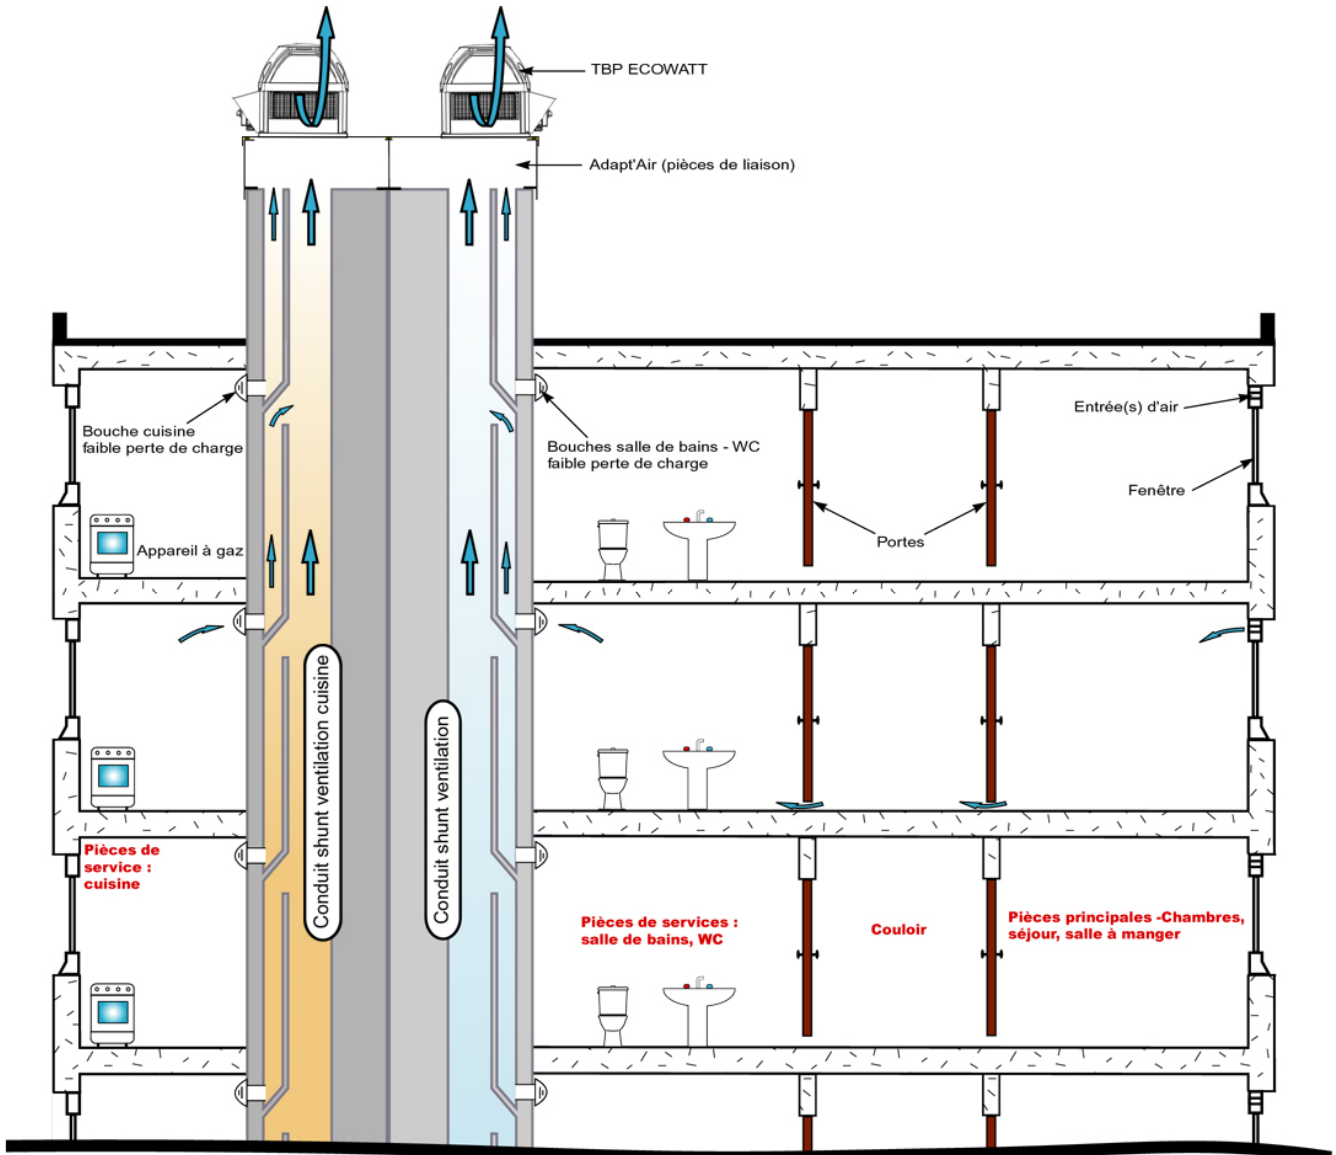 TBP ECOWATT
Adapt'Air (pièces de liaison)
Bouche cuisine
faible perte de charge
Bouches salle de bains - WC
faible perte de charge
Entrée(s) d'air
Fenêtre
Portes
Appareil à gaz
Conduit shunt ventilation cuisine
Conduit shunt ventilation
Pièces de
service :
cuisine
Pièces de services :
salle de bains, WC
Couloir
Pièces principales -Chambres,
séjour, salle à manger